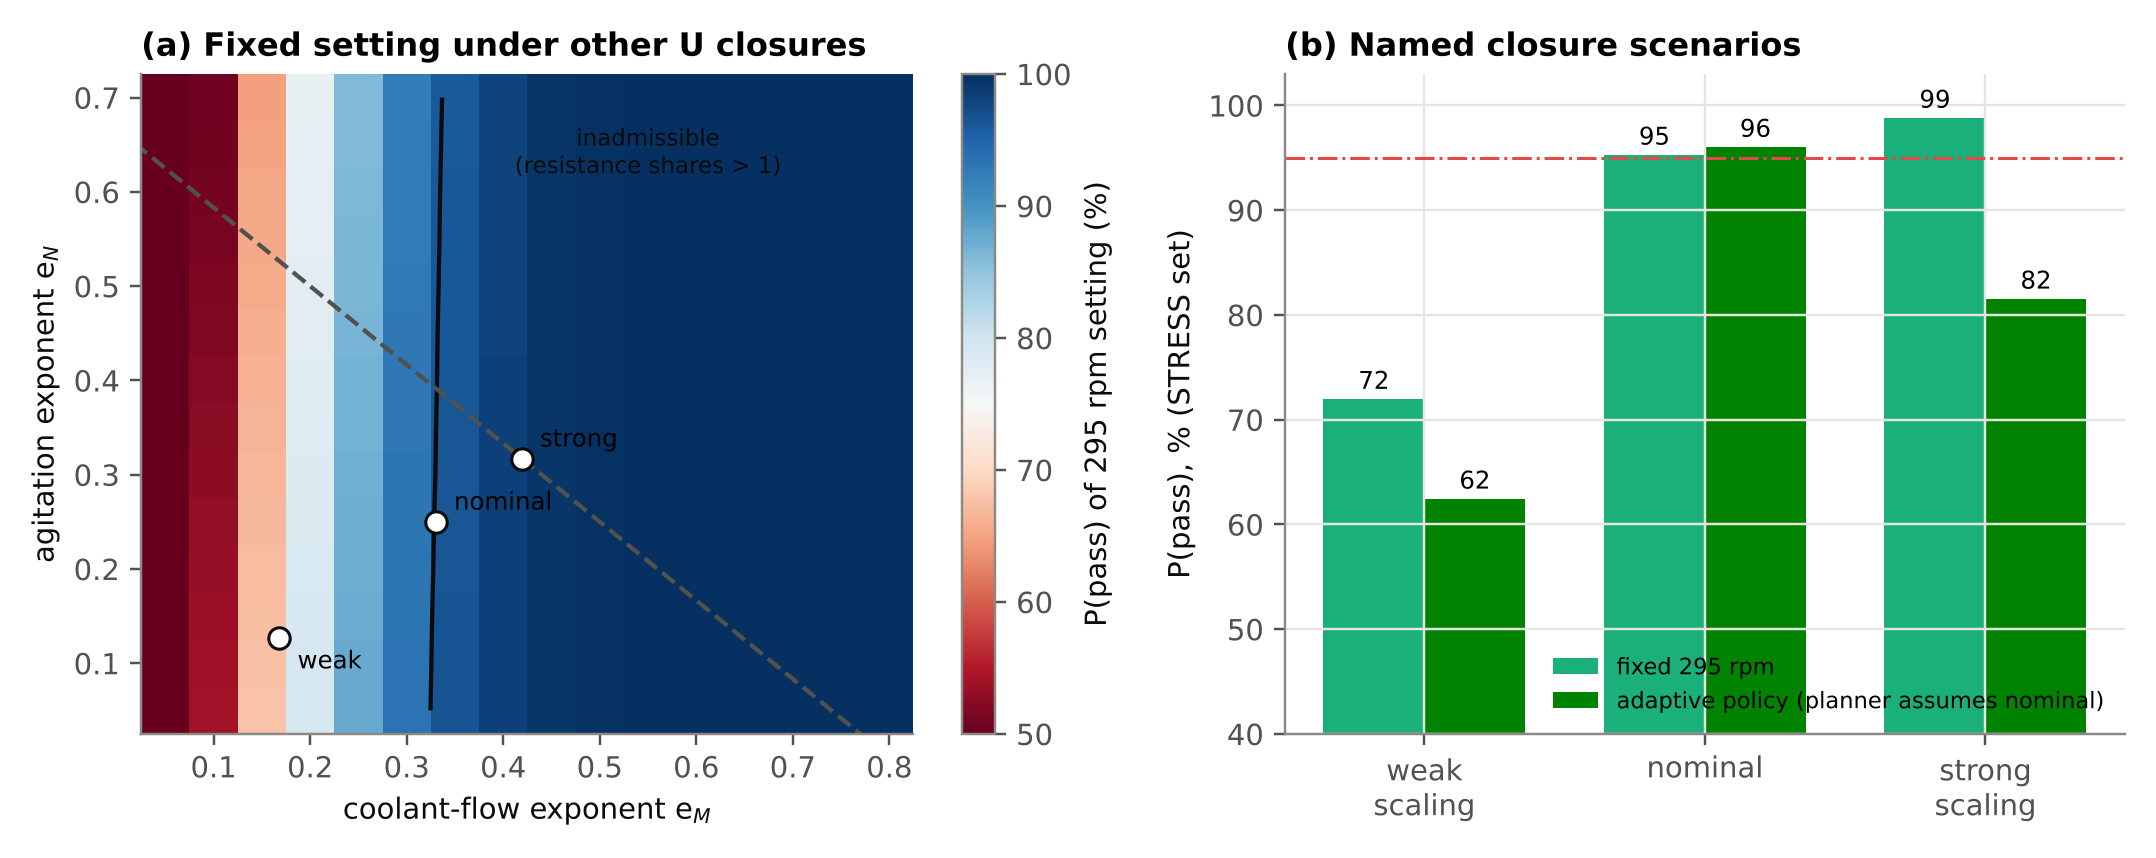 (a) Fixed setting under other U closures
0.7
0.6
0.5
0.4
0.3
0.2
0.1
agitation exponent e_N
inadmissible
(resistance shares > 1)
strong
nominal
weak
0.1 0.2 0.3 0.4 0.5 0.6 0.7 0.8
coolant-flow exponent e_M
100
90
80
70
60
50
P(pass) of 295 rpm setting (%)
(b) Named closure scenarios
P(pass), % (STRESS set)
100
90
80
70
60
50
40
72
62
95
96
99
82
fixed 295 rpm
adaptive policy (planner assumes nominal)
weak
scaling
nominal
strong
scaling